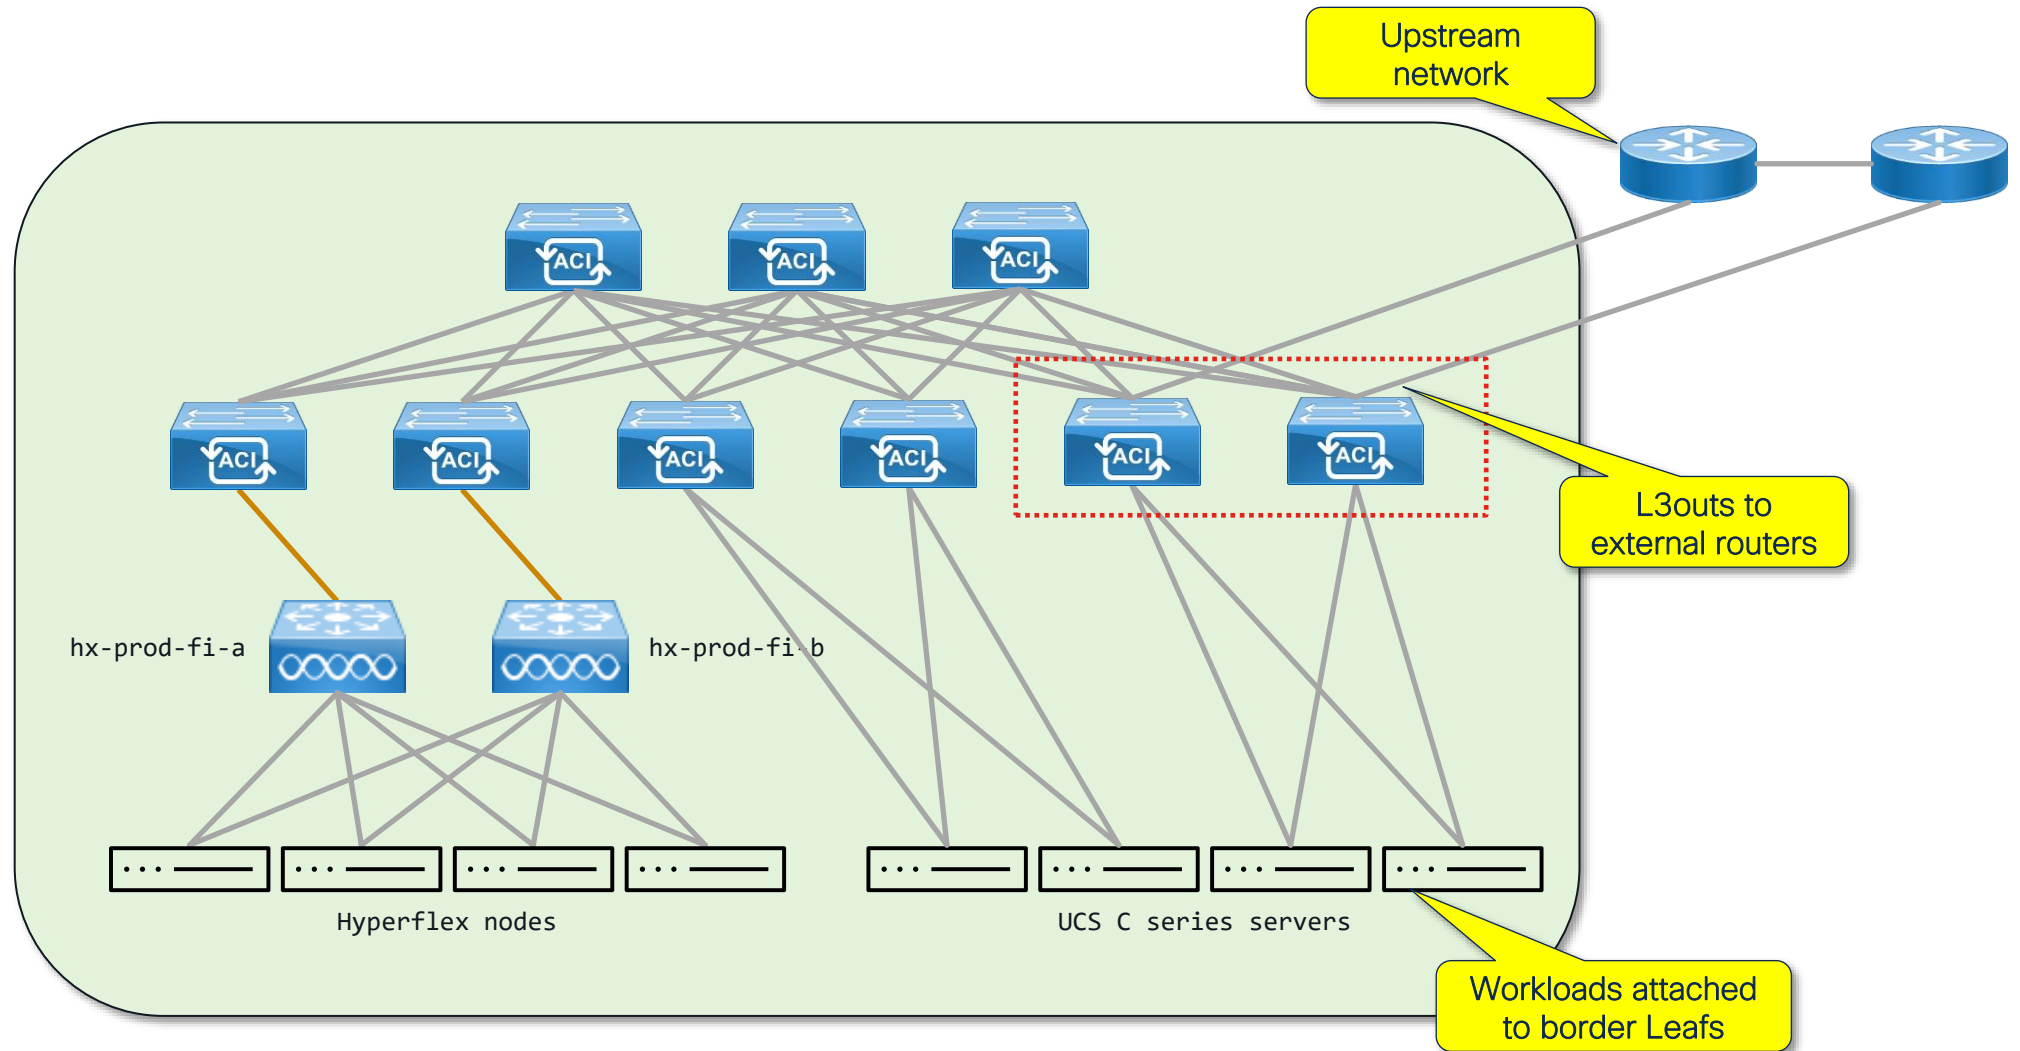 Upstream
network
ACI
ACI
ACI
ACI
ACI
ACI
ACI
ACI
ACI
L3outs to
external routers
hx-prod-fi-a
hx-prod-fi-b
Hyperflex nodes
UCS C series servers
Workloads attached
to border Leafs